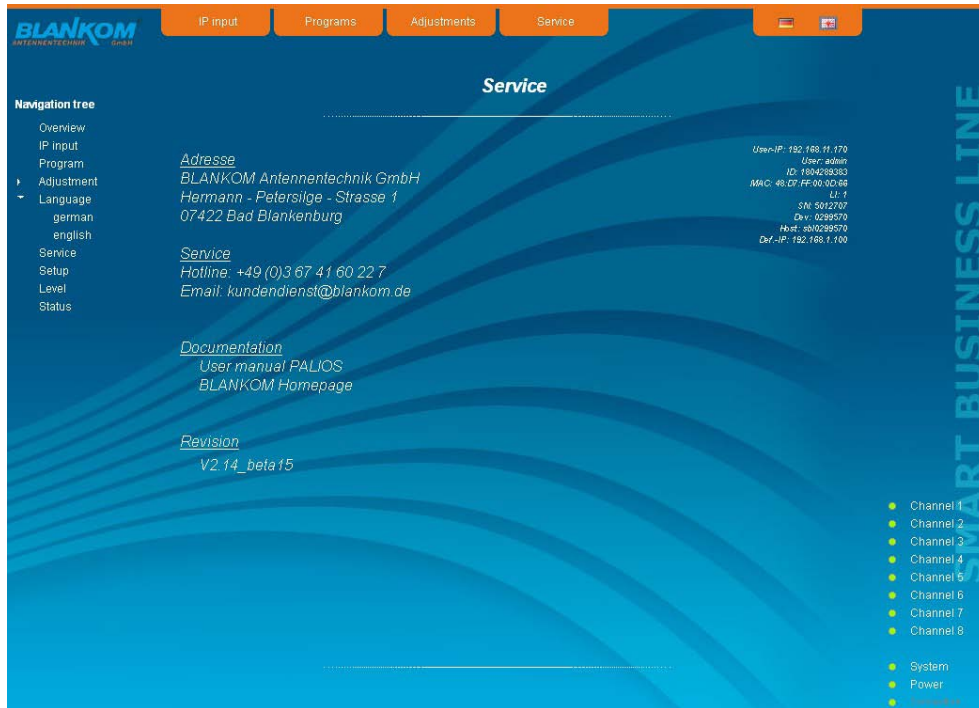 BLANKOM
ANTENNENTECHNIK GmbH
IP input
Programs
Adjustments
Service
Service
Navigation tree
Overview
IP input
Program
Adjustment
Language
german
english
Service
Setup
Level
Status
Adresse
BLANKOM Antennentechnik GmbH
Hermann - Petersilge - Strasse 1
07422 Bad Blankenburg
Service
Hotline: +49 (0)3 67 41 60 22 7
Email: kundendienst@blankom.de
Documentation
User manual PALIOS
BLANKOM Homepage
Revision
V2.14_beta15
User-IP: 192.168.11.170
User: admin
ID: 1804289383
MAC: 48:D7:FF:00:0D:66
LI: 1
SN: 5012707
Dev: 0299570
Host: sbl0299570
Def.-IP: 192.168.1.100
SMART BUSINESS LINE
Channel 1
Channel 2
Channel 3
Channel 4
Channel 5
Channel 6
Channel 7
Channel 8
System
Power